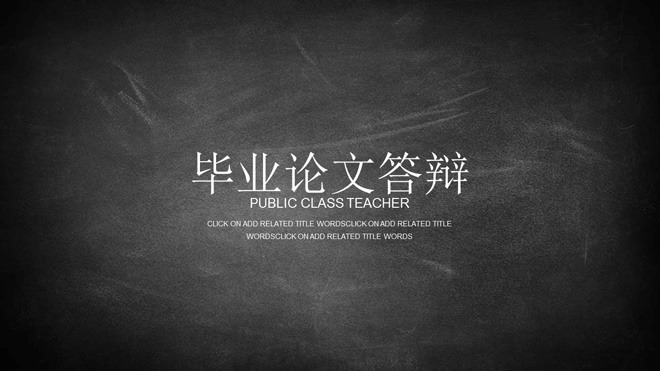 毕业论文答辩
PUBLIC CLASS TEACHER
CLICK ON ADD RELATED TITLE WORDSCLICK ON ADD RELATED TITLE
WORDSCLICK ON ADD RELATED TITLE WORDS